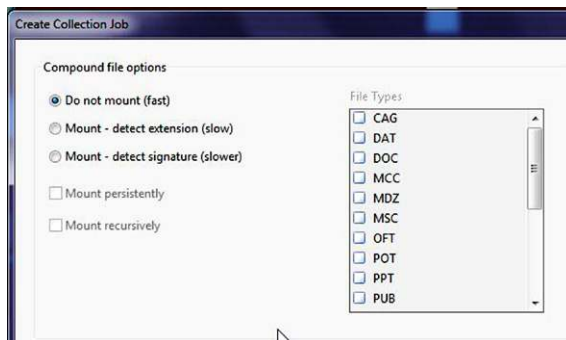 Create Collection Job
Compound file options
Do not mount (fast)
Mount - detect extension (slow)
Mount - detect signature (slower)
Mount persistently
Mount recursively
File Types
CAG
DAT
DOC
MCC
MDZ
MSC
OFT
POT
PPT
PUB